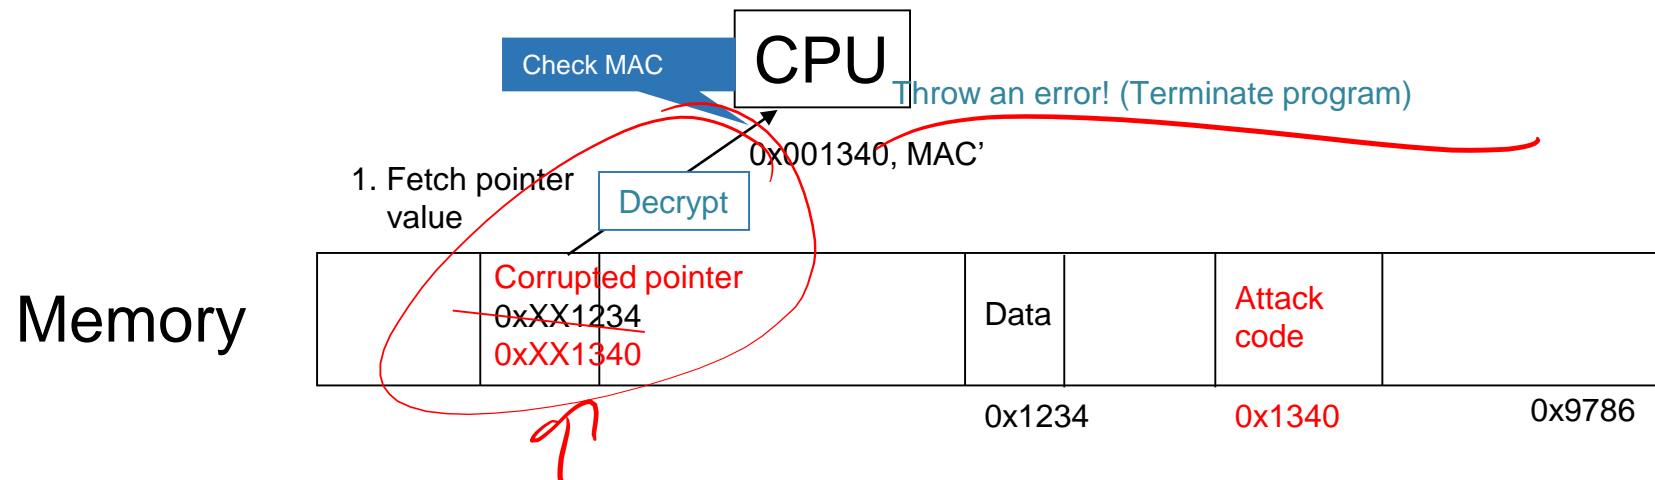 CPU
Check MAC
Throw an error! (Terminate program)
0x001340, MAC’
1. Fetch pointer
value
Decrypt
Memory
Corrupted pointer
0xXX1234
0xXX1340
Data
Attack
code
0x1234
0x1340
0x9786